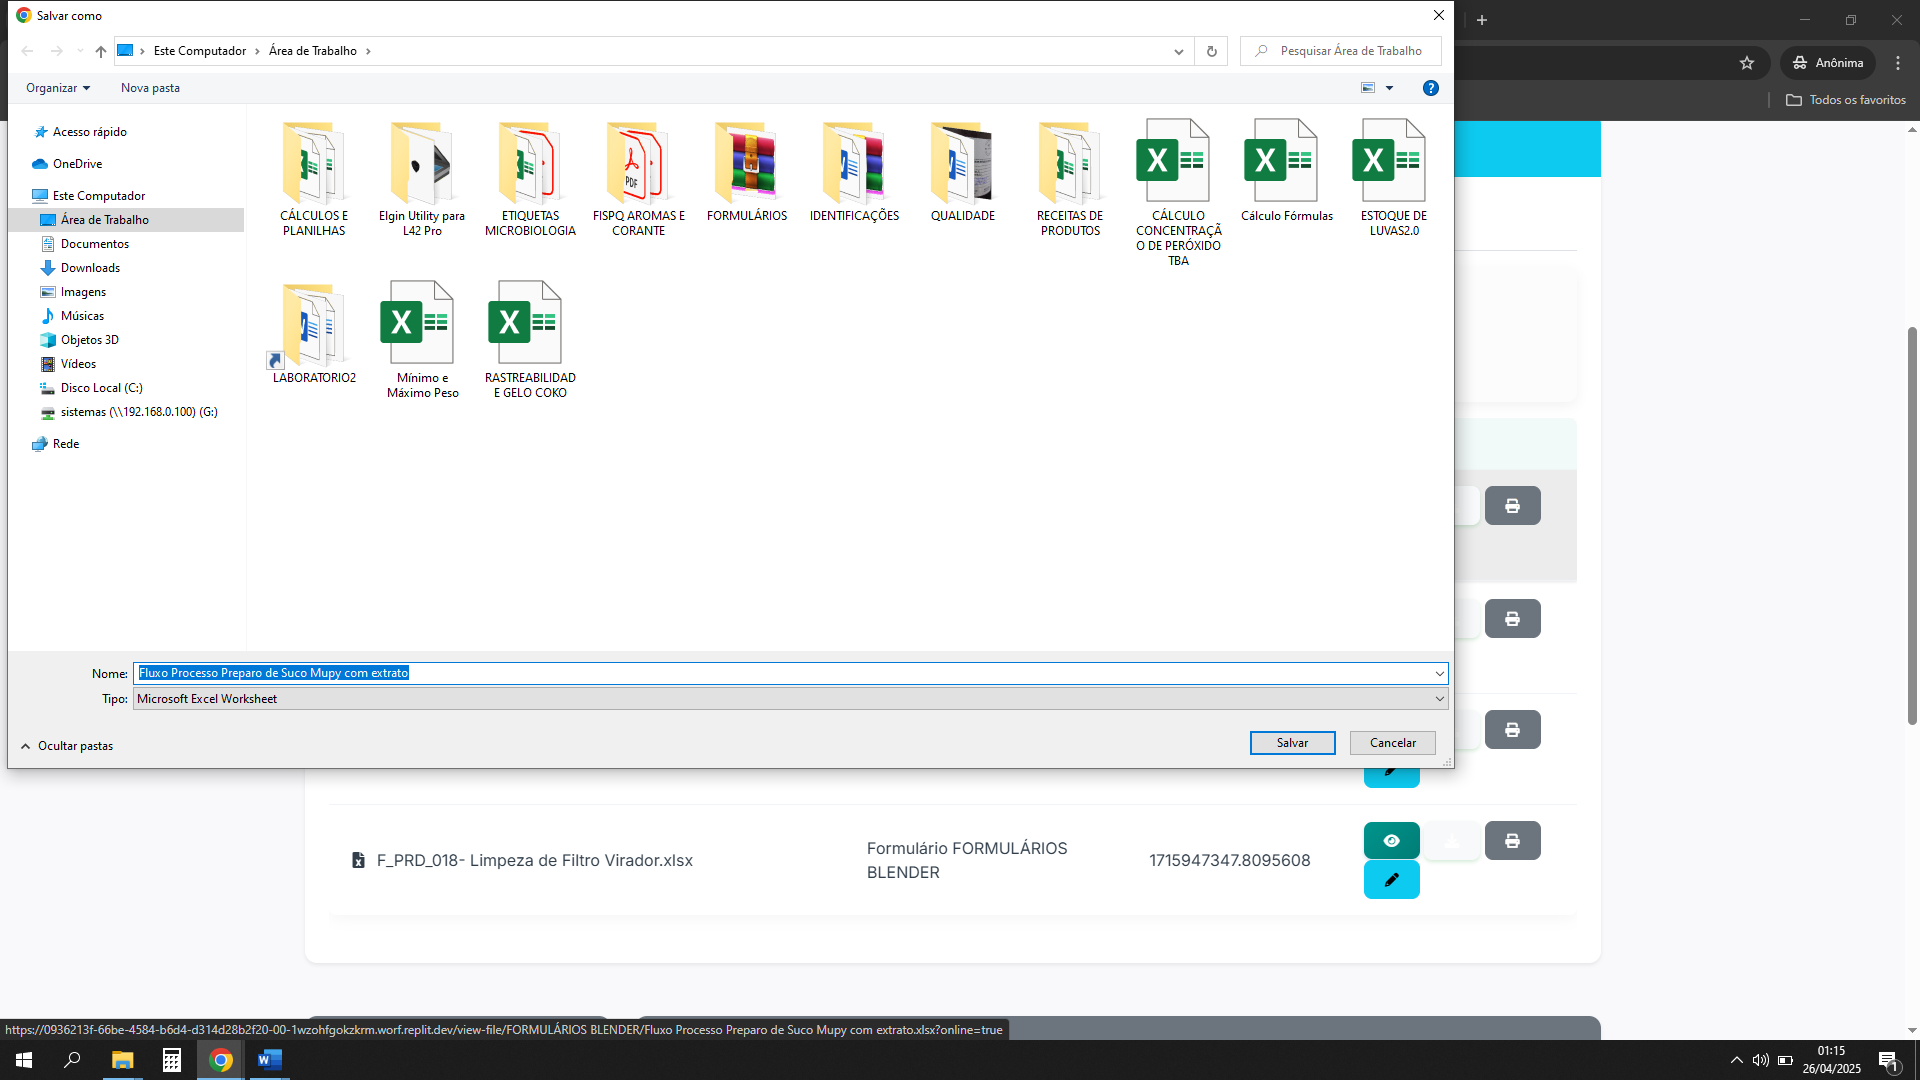 Salvar como
Este Computador
Área de Trabalho
Pesquisar Área de Trabalho
Anônima
Organizar
Nova pasta
Todos os favoritos
Acesso rápido
OneDrive
Este Computador
Área de Trabalho
Documentos
Downloads
Imagens
Músicas
Objetos 3D
Vídeos
Disco Local (C:)
sistemas (\\192.168.0.100) (G:)
Rede
CÁLCULOS E
PLANILHAS
Elgin Utility para
L42 Pro
ETIQUETAS
MICROBIOLOGIA
PDF
FISPQ AROMAS E
CORANTE
FORMULÁRIOS
IDENTIFICAÇÕES
QUALIDADE
RECEITAS DE
PRODUTOS
CÁLCULO
CONCENTRAÇÃ
O DE PERÓXIDO
TBA
Cálculo Fórmulas
ESTOQUE DE
LUVAS2.0
LABORATORIO2
Mínimo e
Máximo Peso
RASTREABILIDAD
E GELO COKO
Nome: Fluxo Processo Preparo de Suco Mupy com extrato
Tipo: Microsoft Excel Worksheet
Ocultar pastas
Salvar
Cancelar
F_PRD_018- Limpeza de Filtro Virador.xlsx
Formulário FORMULÁRIOS
BLENDER
1715947347.8095608
https://0936213f-66be-4584-b6d4-d314d28b2f20-00-1wzohfgokzkrm.worf.replit.dev/view-file/FORMULÁRIOS BLENDER/Fluxo Processo Preparo de Suco Mupy com extrato.xlsx?online=true
01:15
26/04/2025
1